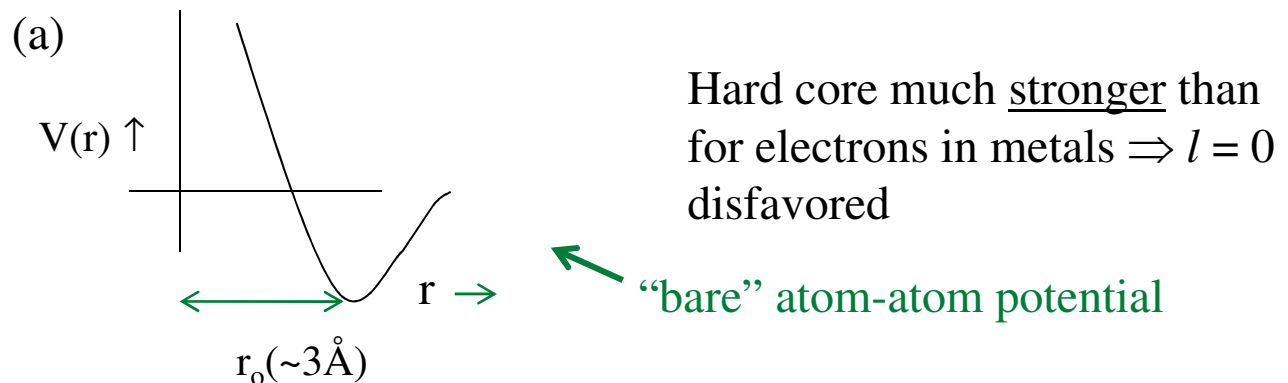 (a)
V(r) ↑
Hard core much stronger than
for electrons in metals ⇒ l = 0
disfavored
r →
“bare” atom-atom potential
r₀(~3Å)